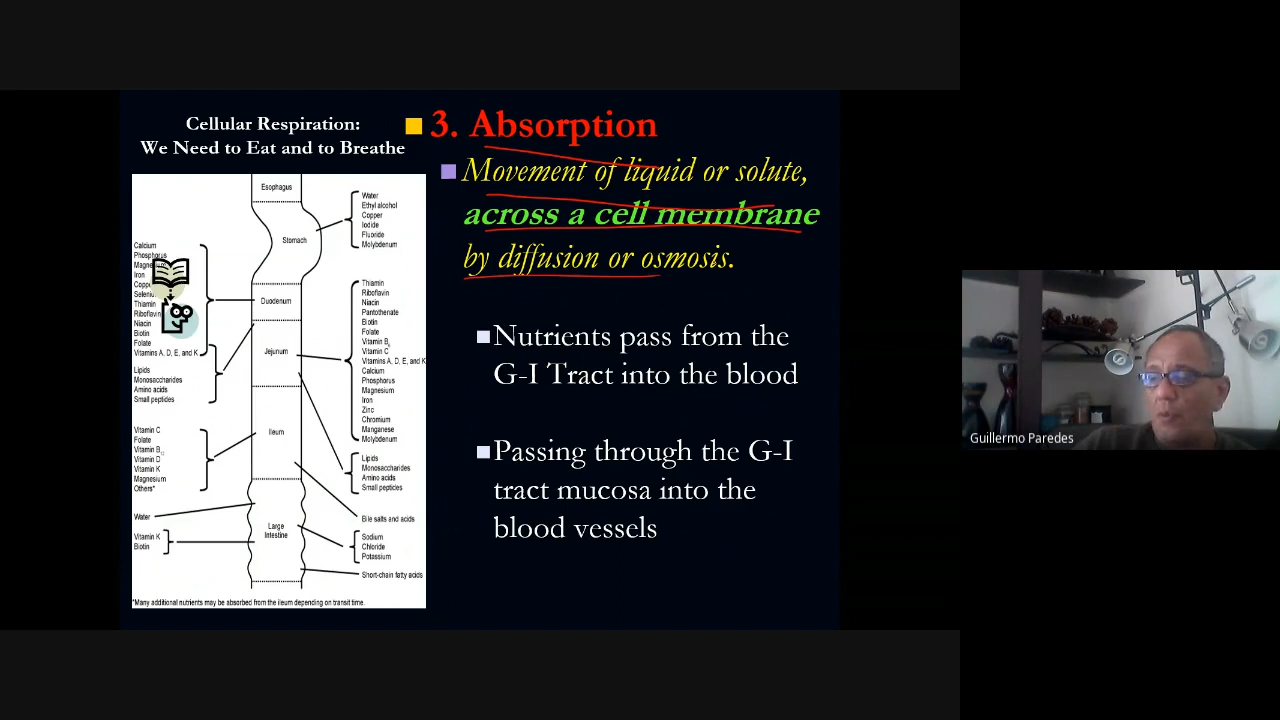 Cellular Respiration:
We Need to Eat and to Breathe
3. Absorption
Movement of liquid or solute,
across a cell membrane
by diffusion or osmosis.
Nutrients pass from the
G-I Tract into the blood
Passing through the G-I
tract mucosa into the
blood vessels
Esophagus
Stomach
Duodenum
Jejunum
Ileum
Large
Intestine
Water
Ethyl alcohol
Copper
Iodide
Fluoride
Molybdenum
Calcium
Phosphorus
Iron
Thiamin
Riboflavin
Niacin
Biotin
Folate
Vitamins A, D, E, and K
Lipids
Monosaccharides
Amino acids
Small peptides
Thiamin
Riboflavin
Niacin
Pantothenate
Biotin
Folate
Vitamin B6
Vitamin C
Vitamins A, D, E, and K
Calcium
Phosphorus
Magnesium
Iron
Zinc
Chromium
Manganese
Molybdenum
Lipids
Monosaccharides
Amino acids
Small peptides
Vitamin C
Folate
Vitamin B12
Vitamin D
Vitamin K
Magnesium
Others*
Water
Vitamin K
Biotin
Bile salts and acids
Sodium
Chloride
Potassium
Short-chain fatty acids
*Many additional nutrients may be absorbed from the ileum depending on transit time.
Guillermo Paredes